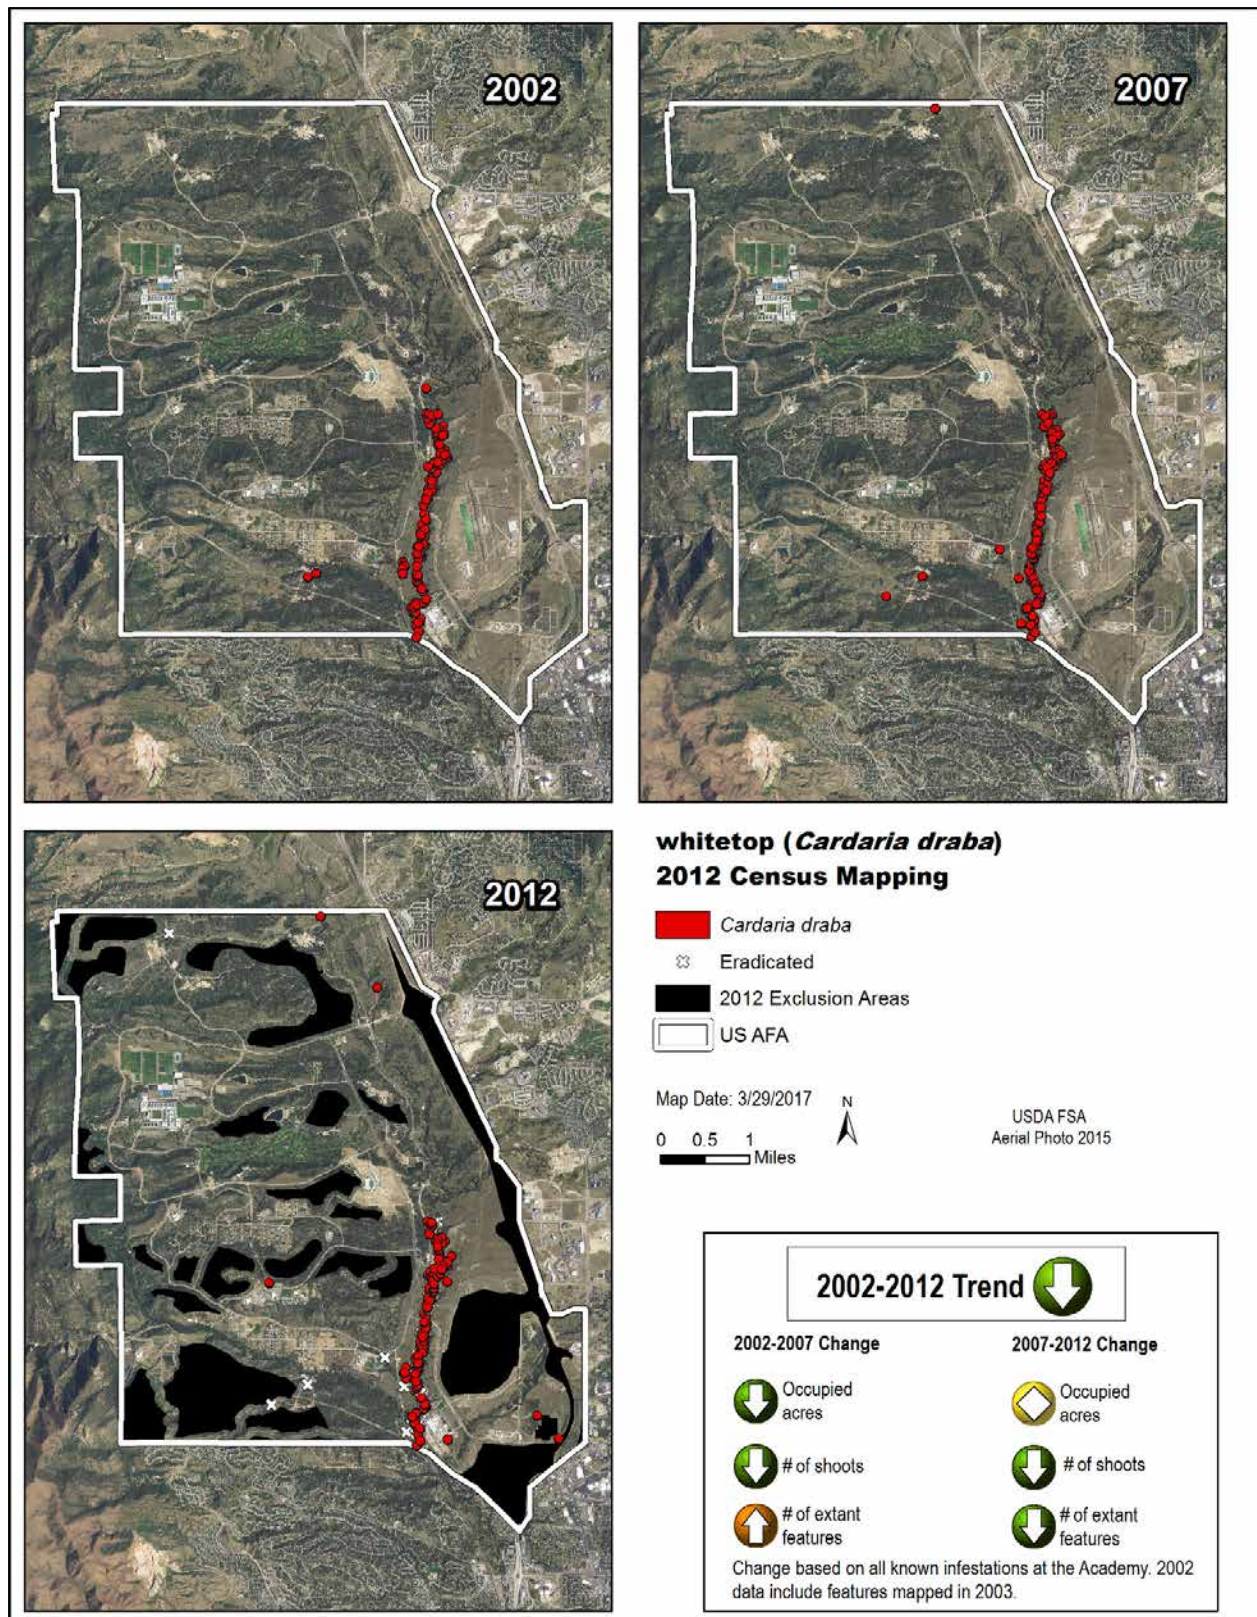 2002
2007
2012
whitetop (Cardaria draba)
2012 Census Mapping
Cardaria draba
Eradicated
2012 Exclusion Areas
US AFA
Map Date: 3/29/2017
N
0 0.5 1
Miles
USDA FSA
Aerial Photo 2015
2002-2012 Trend
2002-2007 Change
Occupied
acres
# of shoots
# of extant
features
2007-2012 Change
Occupied
acres
# of shoots
# of extant
features
Change based on all known infestations at the Academy. 2002
data include features mapped in 2003.